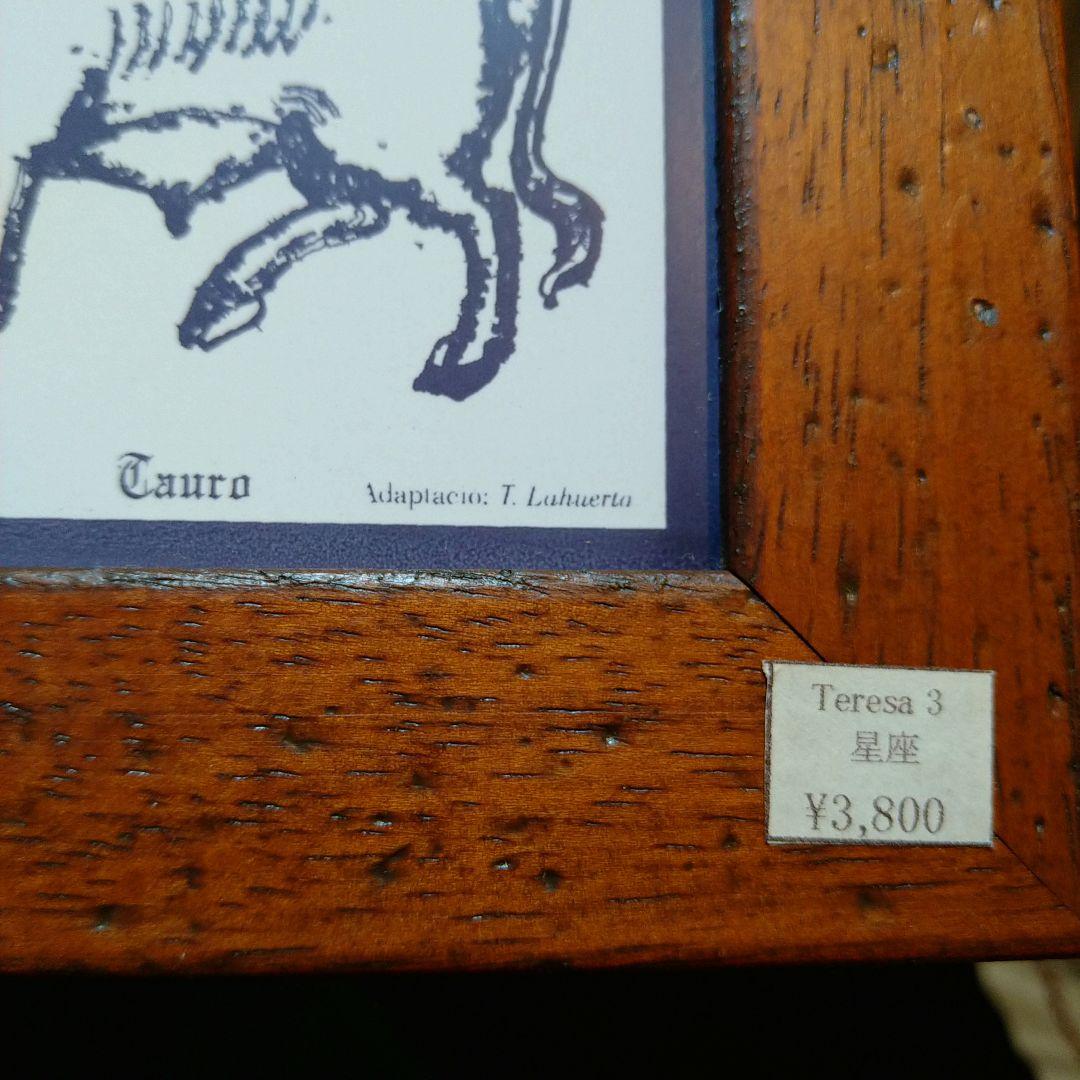 Tauro
Adaptacio: T. Lahuerta
Teresa 3
星座
¥3,800